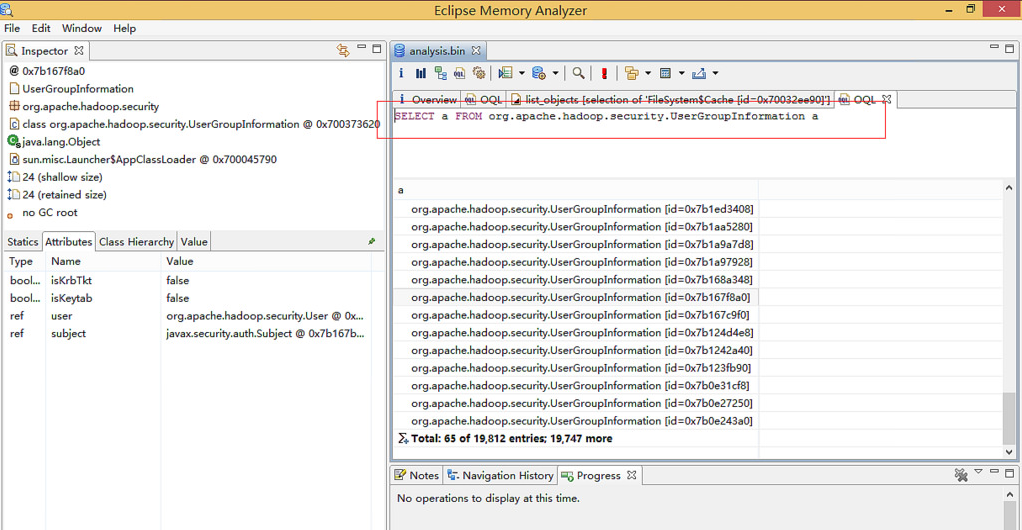 Eclipse Memory Analyzer
File Edit Window Help
Inspector
@ 0x7b167f8a0
UserGroupInformation
org.apache.hadoop.security
class org.apache.hadoop.security.UserGroupInformation @ 0x700373620
java.lang.Object
sun.misc.Launcher$AppClassLoader @ 0x700045790
24 (shallow size)
24 (retained size)
no GC root
Statics Attributes Class Hierarchy Value
Type Name Value
bool... isKrbTkt false
bool... isKeytab false
ref user org.apache.hadoop.security.User @ 0x...
ref subject javax.security.auth.Subject @ 0x7b167b...
analysis.bin
i Overview OQL list_objects [selection of 'FileSystem$Cache [id=0x70032ee90]'] OQL
SELECT a FROM org.apache.hadoop.security.UserGroupInformation a
a
org.apache.hadoop.security.UserGroupInformation [id=0x7b1ed3408]
org.apache.hadoop.security.UserGroupInformation [id=0x7b1aa5280]
org.apache.hadoop.security.UserGroupInformation [id=0x7b1a9a7d8]
org.apache.hadoop.security.UserGroupInformation [id=0x7b1a97928]
org.apache.hadoop.security.UserGroupInformation [id=0x7b168a348]
org.apache.hadoop.security.UserGroupInformation [id=0x7b167f8a0]
org.apache.hadoop.security.UserGroupInformation [id=0x7b167c9f0]
org.apache.hadoop.security.UserGroupInformation [id=0x7b124d4e8]
org.apache.hadoop.security.UserGroupInformation [id=0x7b1242a40]
org.apache.hadoop.security.UserGroupInformation [id=0x7b123fb90]
org.apache.hadoop.security.UserGroupInformation [id=0x7b0e31cf8]
org.apache.hadoop.security.UserGroupInformation [id=0x7b0e27250]
org.apache.hadoop.security.UserGroupInformation [id=0x7b0e243a0]
Total: 65 of 19,812 entries; 19,747 more
Notes Navigation History Progress
No operations to display at this time.